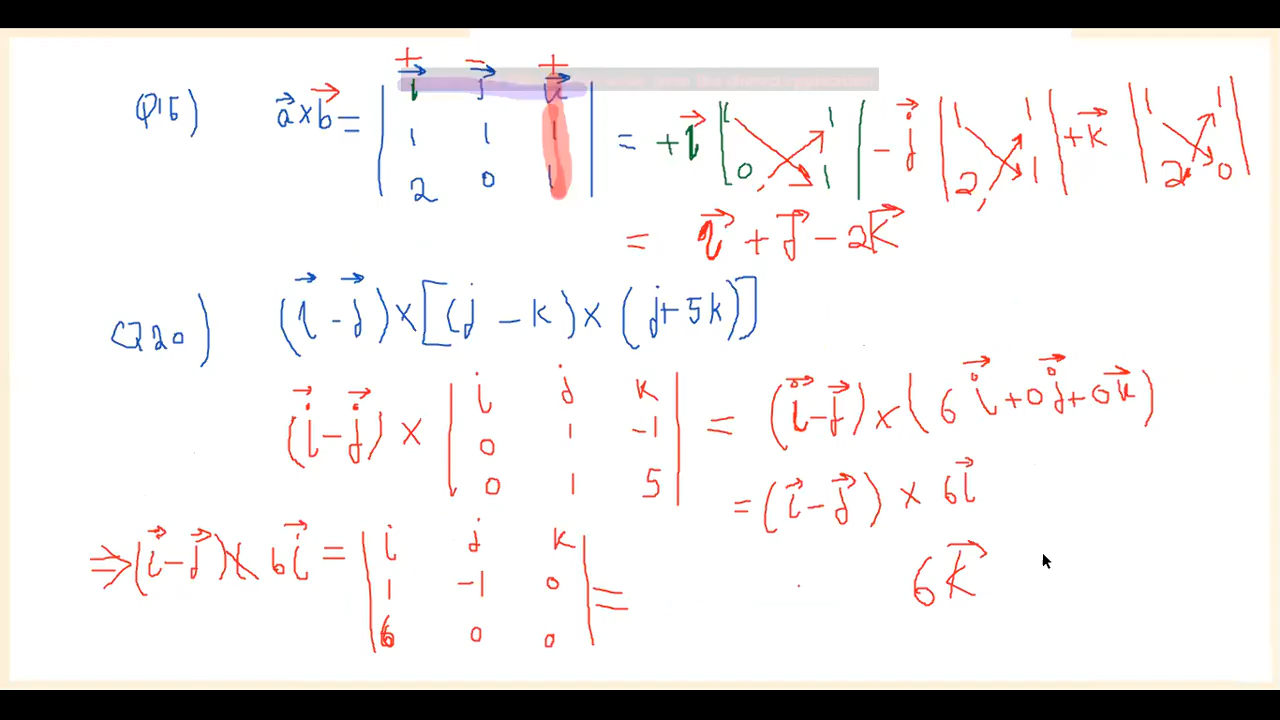 Q15) a⃗ × b⃗ = | i⃗ j⃗ k⃗ | = + i⃗ | 1 1 | − j⃗ | 1 1 | + k⃗ | 1 1 |
+ − +
1 1 1
2 0 1
0 1
2 1
2 0
= i⃗ + j⃗ − 2k⃗
Q20) (i⃗ − j⃗) × [(j − k) × (j + 5k)]
(i⃗ − j⃗) × | i j k | = (i⃗ − j⃗) × (6i⃗ + 0j⃗ + 0k⃗)
0 1 -1
0 1 5
= (i⃗ − j⃗) × 6i⃗
⇒ (i⃗ − j⃗) × 6i⃗ = | i j k | =
1 -1 0
6 0 0
6k⃗